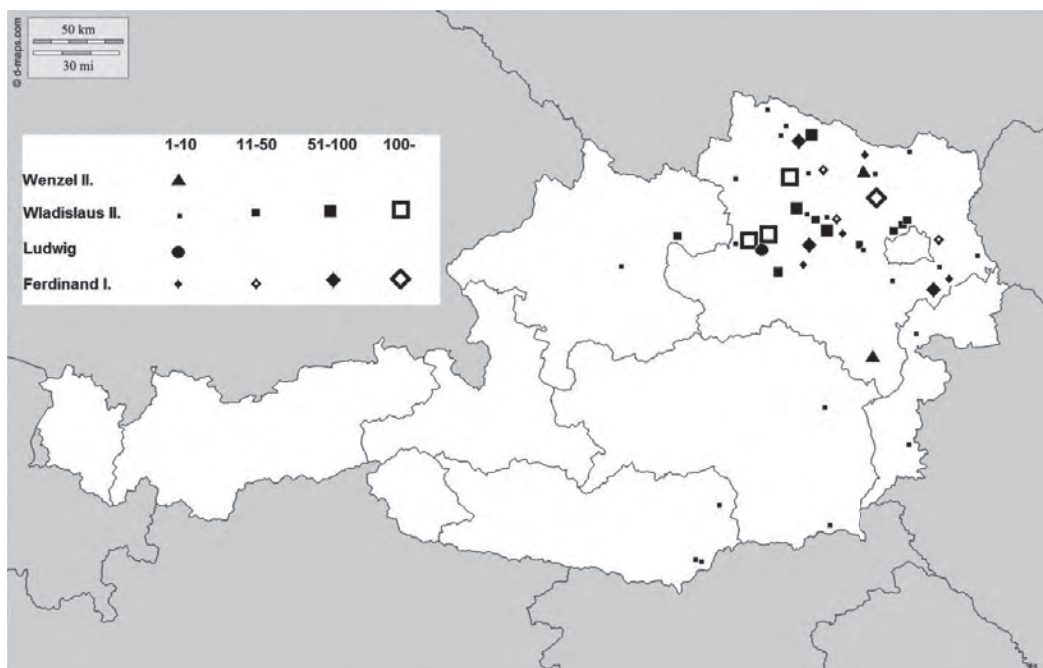 © d-maps.com
50 km
30 mi
1-10 11-50 51-100 100-
Wenzel II.
Wladislaus II.
Ludwig
Ferdinand I.